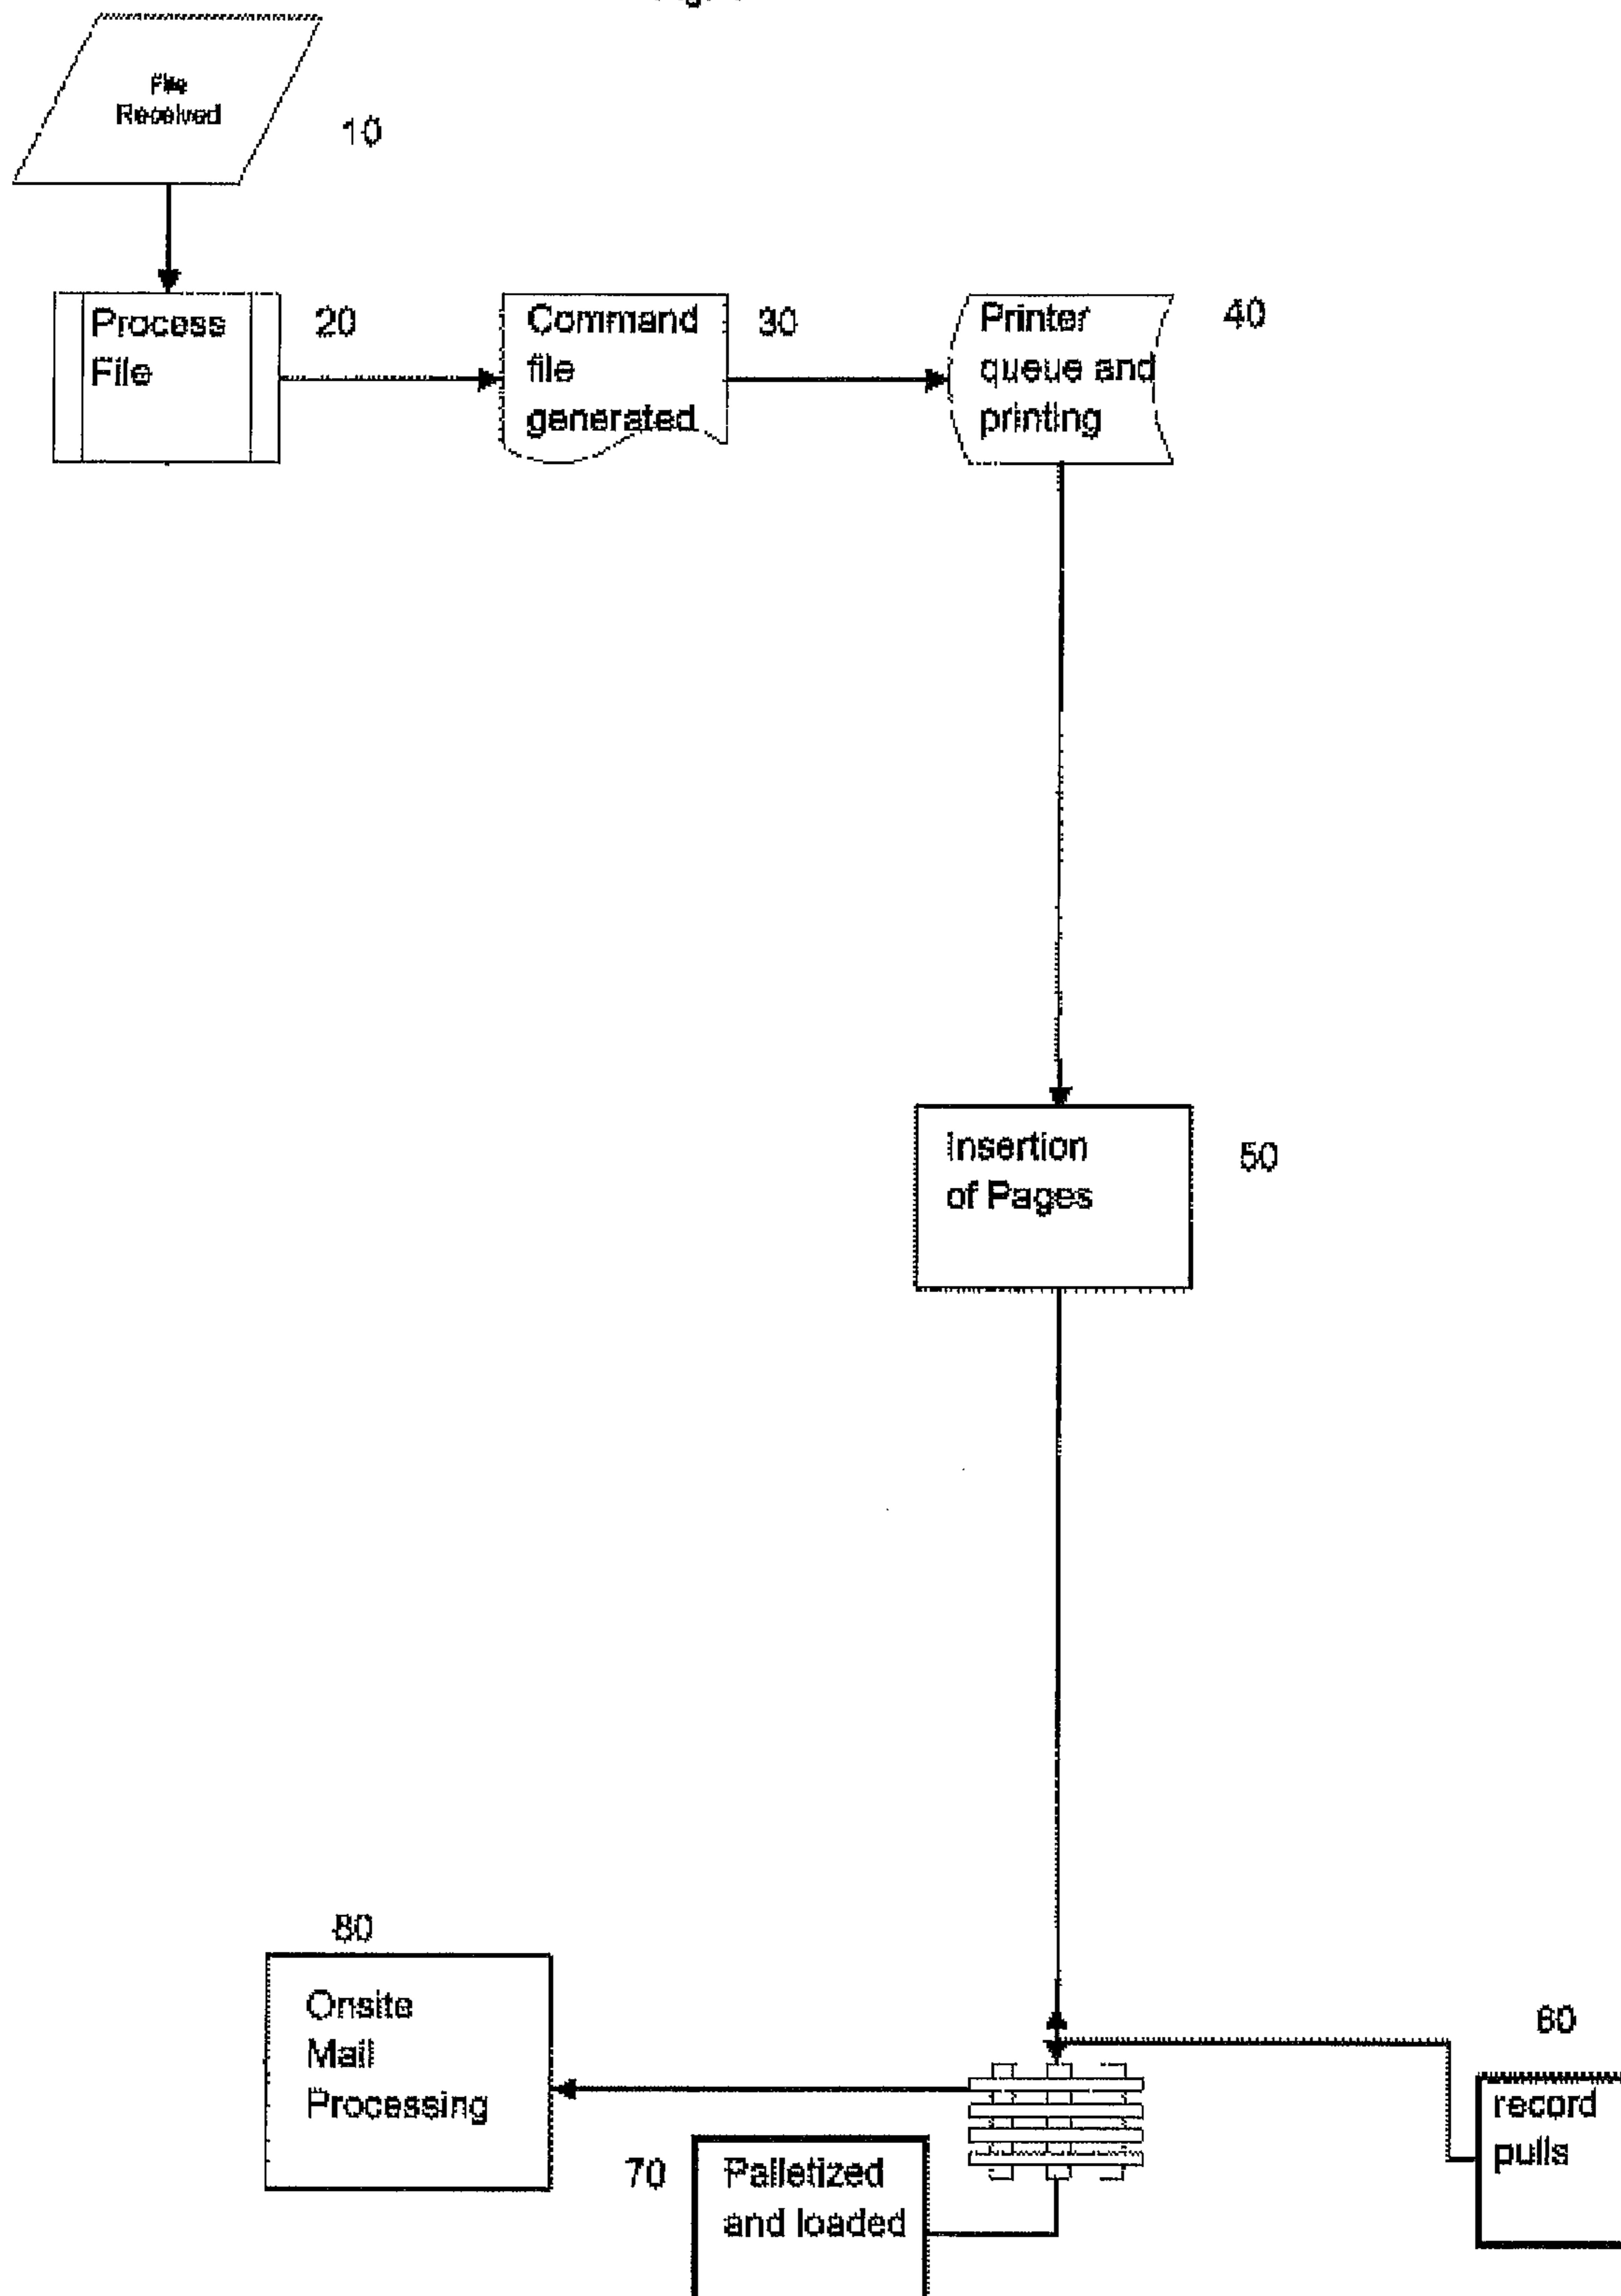 File
Received
10
Process
File
20
Command
file
generated
30
Printer
queue and
printing
40
Insertion
of Pages
50
80
Onsite
Mail
Processing
60
record
pulls
70
Palletized
and loaded